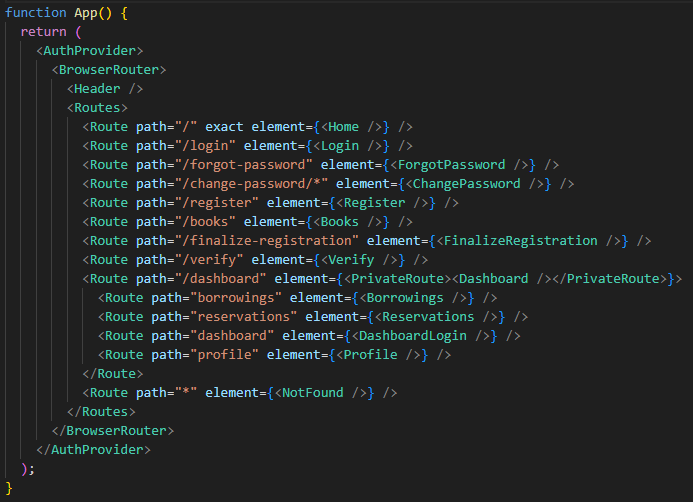 function App() {
  return (
    <AuthProvider>
      <BrowserRouter>
        <Header />
        <Routes>
          <Route path="/" exact element={<Home />} />
          <Route path="/login" element={<Login />} />
          <Route path="/forgot-password" element={<ForgotPassword />} />
          <Route path="/change-password/*" element={<ChangePassword />} />
          <Route path="/register" element={<Register />} />
          <Route path="/books" element={<Books />} />
          <Route path="/finalize-registration" element={<FinalizeRegistration />} />
          <Route path="/verify" element={<Verify />} />
          <Route path="/dashboard" element={<PrivateRoute><Dashboard /></PrivateRoute>}>
            <Route path="borrowings" element={<Borrowings />} />
            <Route path="reservations" element={<Reservations />} />
            <Route path="dashboard" element={<DashboardLogin />} />
            <Route path="profile" element={<Profile />} />
          </Route>
          <Route path="*" element={<NotFound />} />
        </Routes>
      </BrowserRouter>
    </AuthProvider>
  );
}